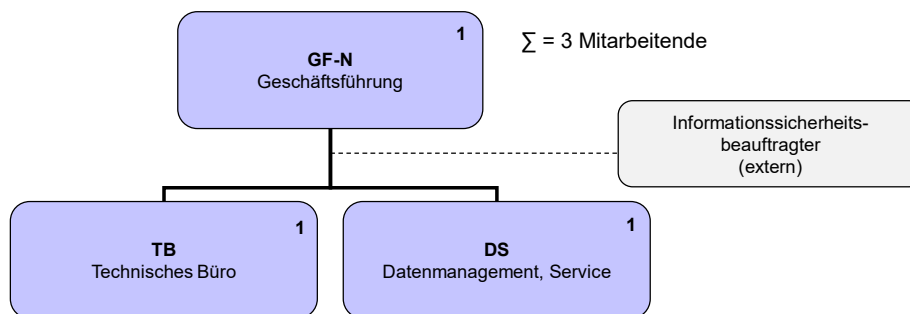 1
GF-N
Geschäftsführung
∑ = 3 Mitarbeitende
Informationssicherheits-
beauftragter
(extern)
1
TB
Technisches Büro
1
DS
Datenmanagement, Service